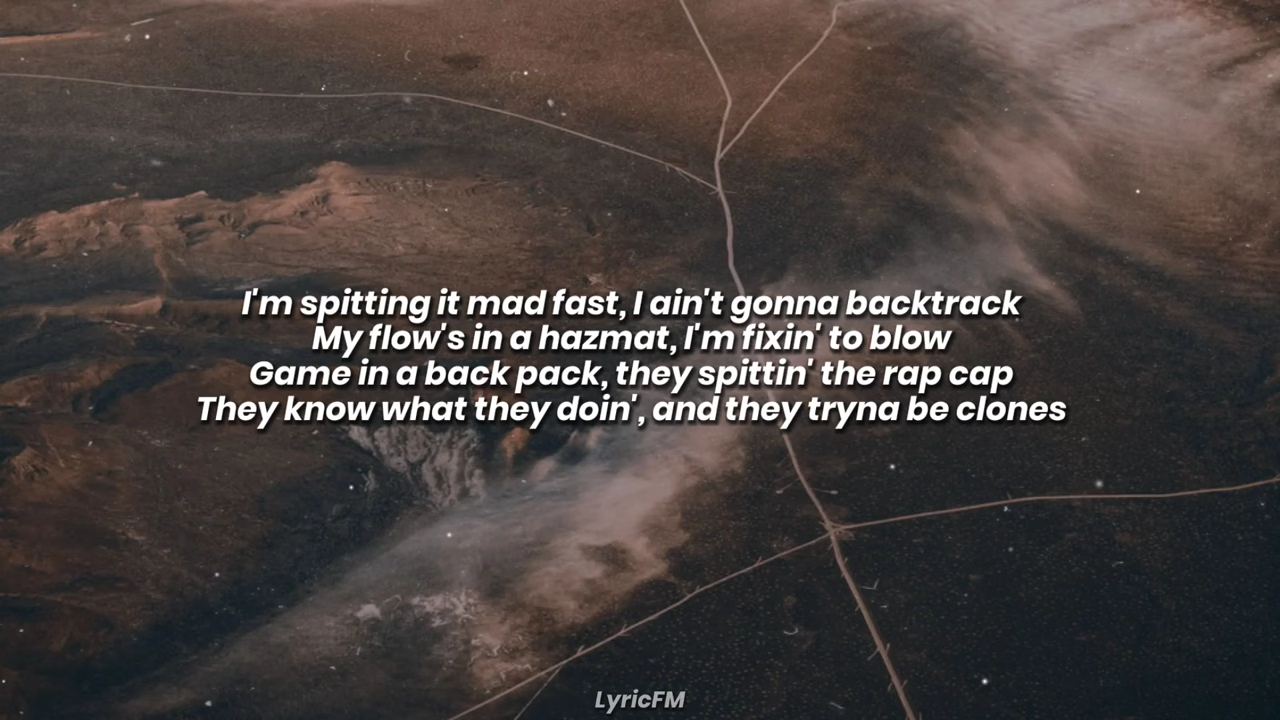 I'm spitting it mad fast, I ain't gonna backtrack
My flow's in a hazmat, I'm fixin' to blow
Game in a back pack, they spittin' the rap cap
They know what they doin', and they tryna be clones
LyricFM